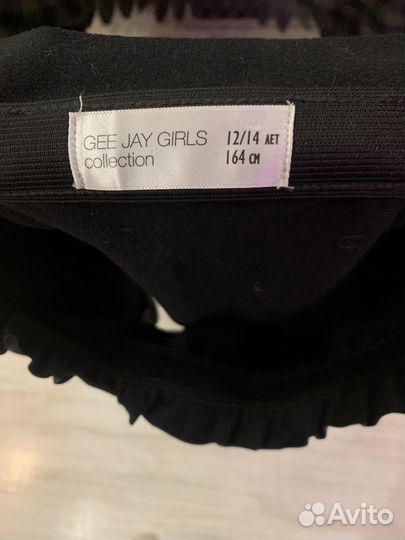 GEE JAY GIRLS
collection
12/14 ЛЕТ
164 СМ
Avito